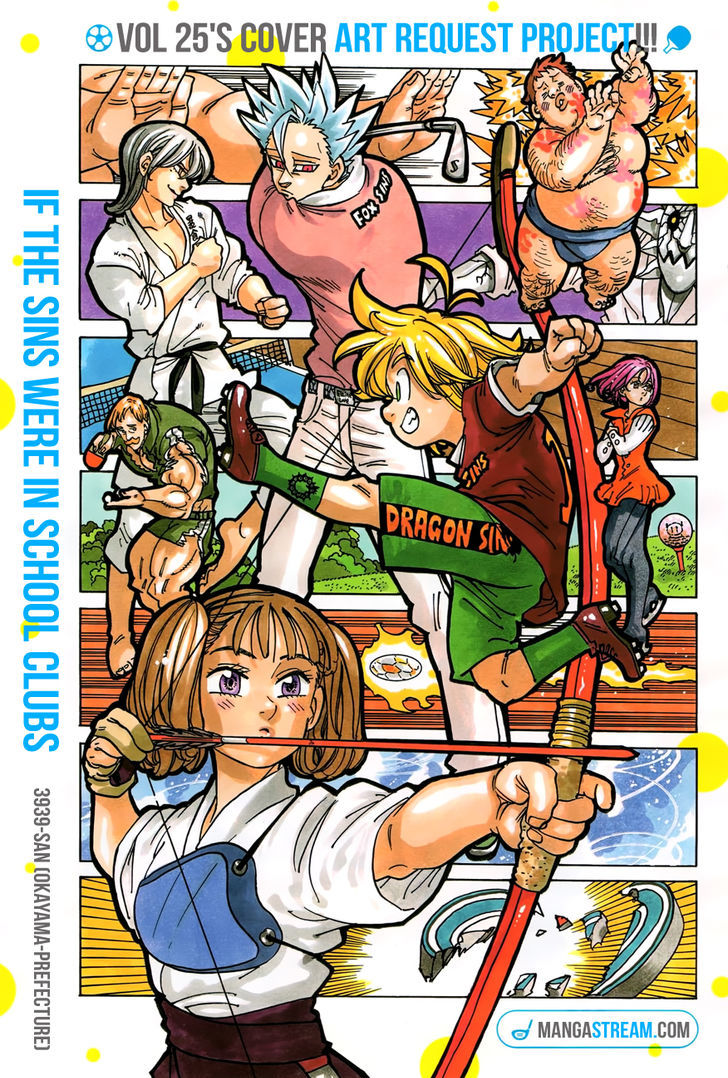 VOL 25'S COVER ART REQUEST PROJECT!!!
IF THE SINS WERE IN SCHOOL CLUBS
3939-SAN (OKAYAMA-PREFECTURE)
FOX SINS
S
SINS
DRAGON SIN
MANGASTREAM.COM